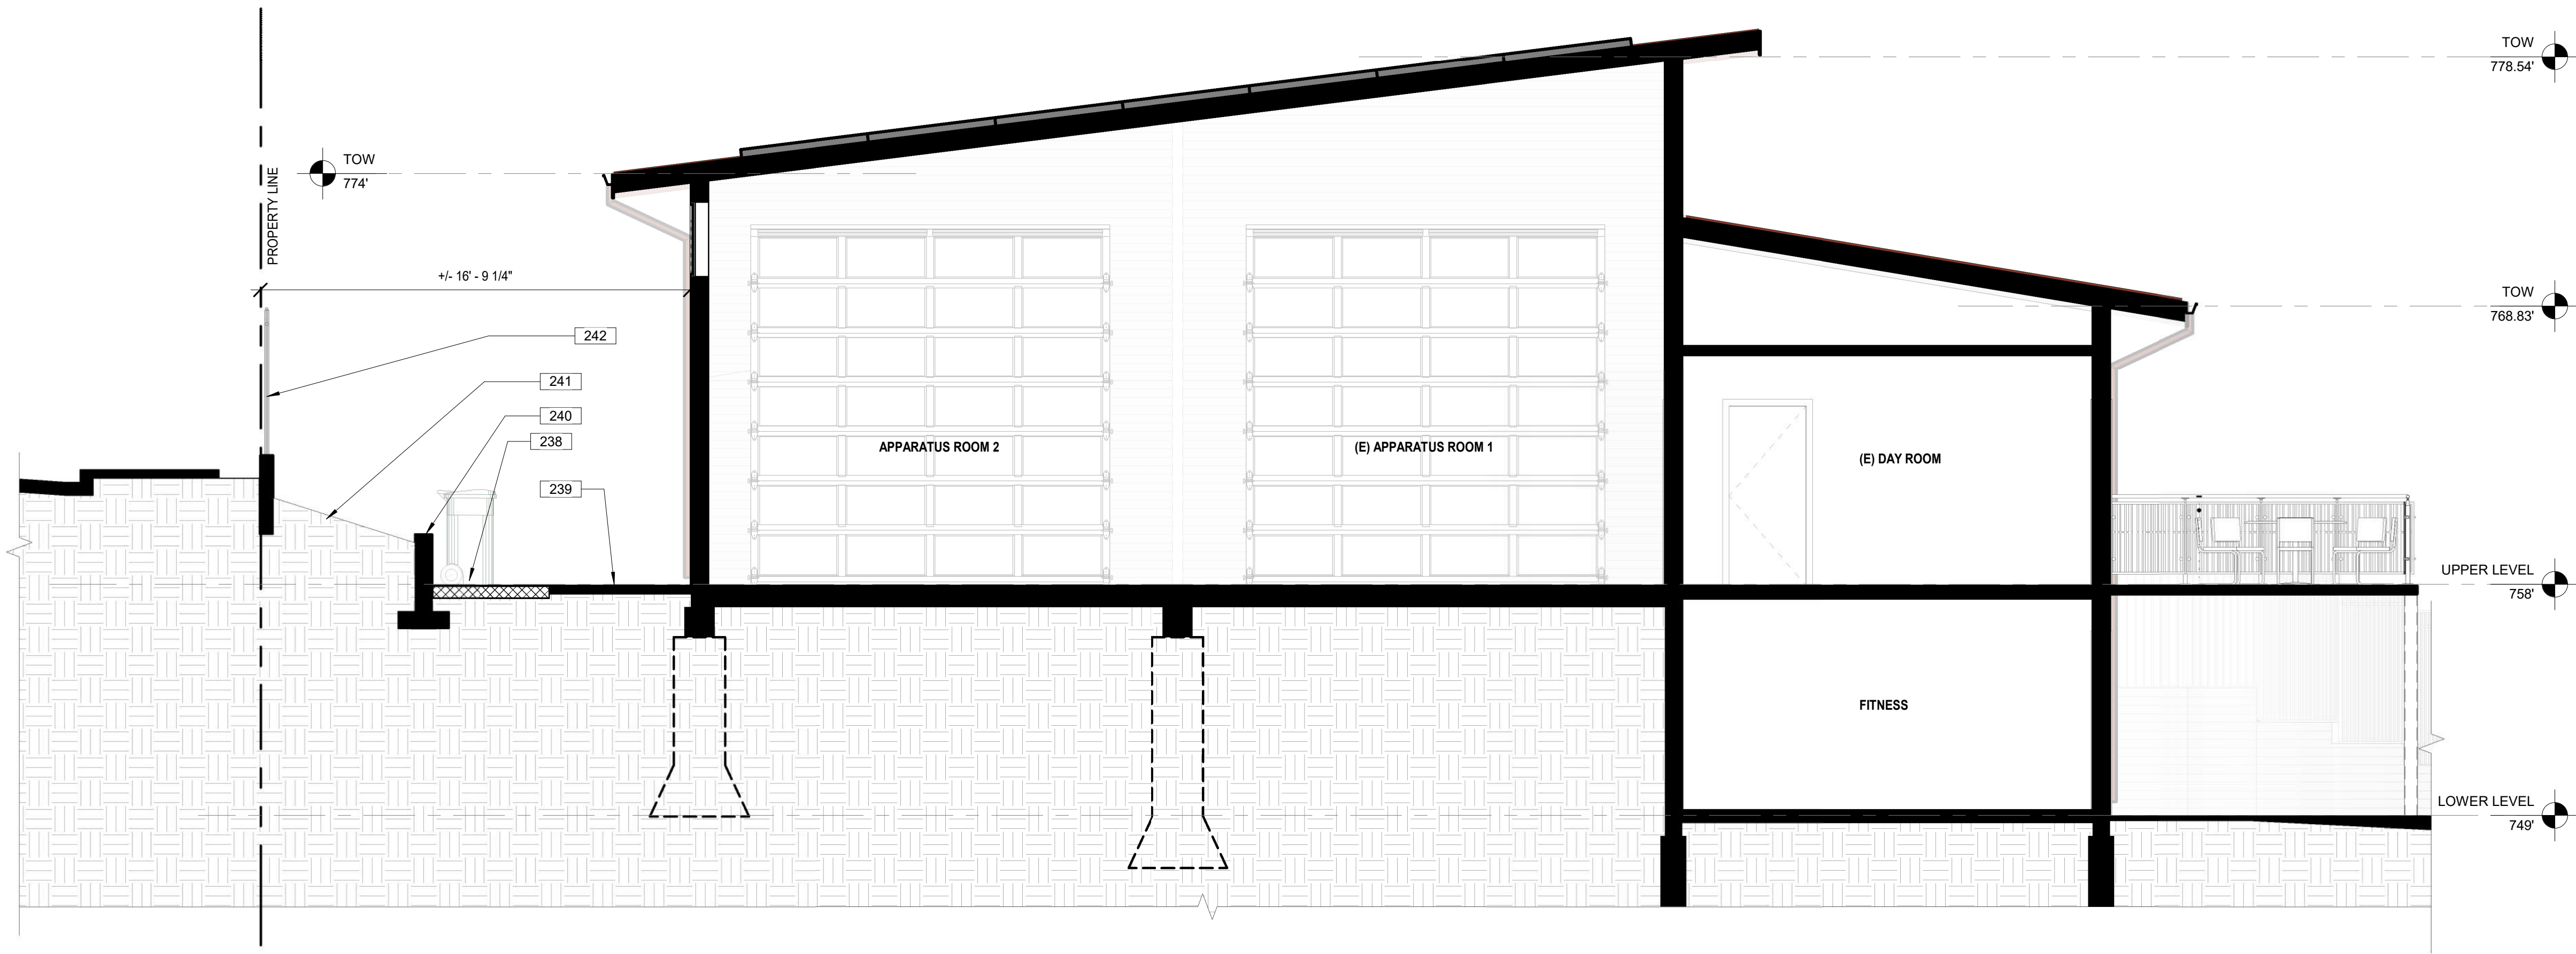 TOW
778.54'
TOW
774'
PROPERTY LINE
+/- 16' - 9 1/4"
TOW
768.83'
242
241
240
238
239
APPARATUS ROOM 2
(E) APPARATUS ROOM 1
(E) DAY ROOM
UPPER LEVEL
758'
FITNESS
LOWER LEVEL
749'